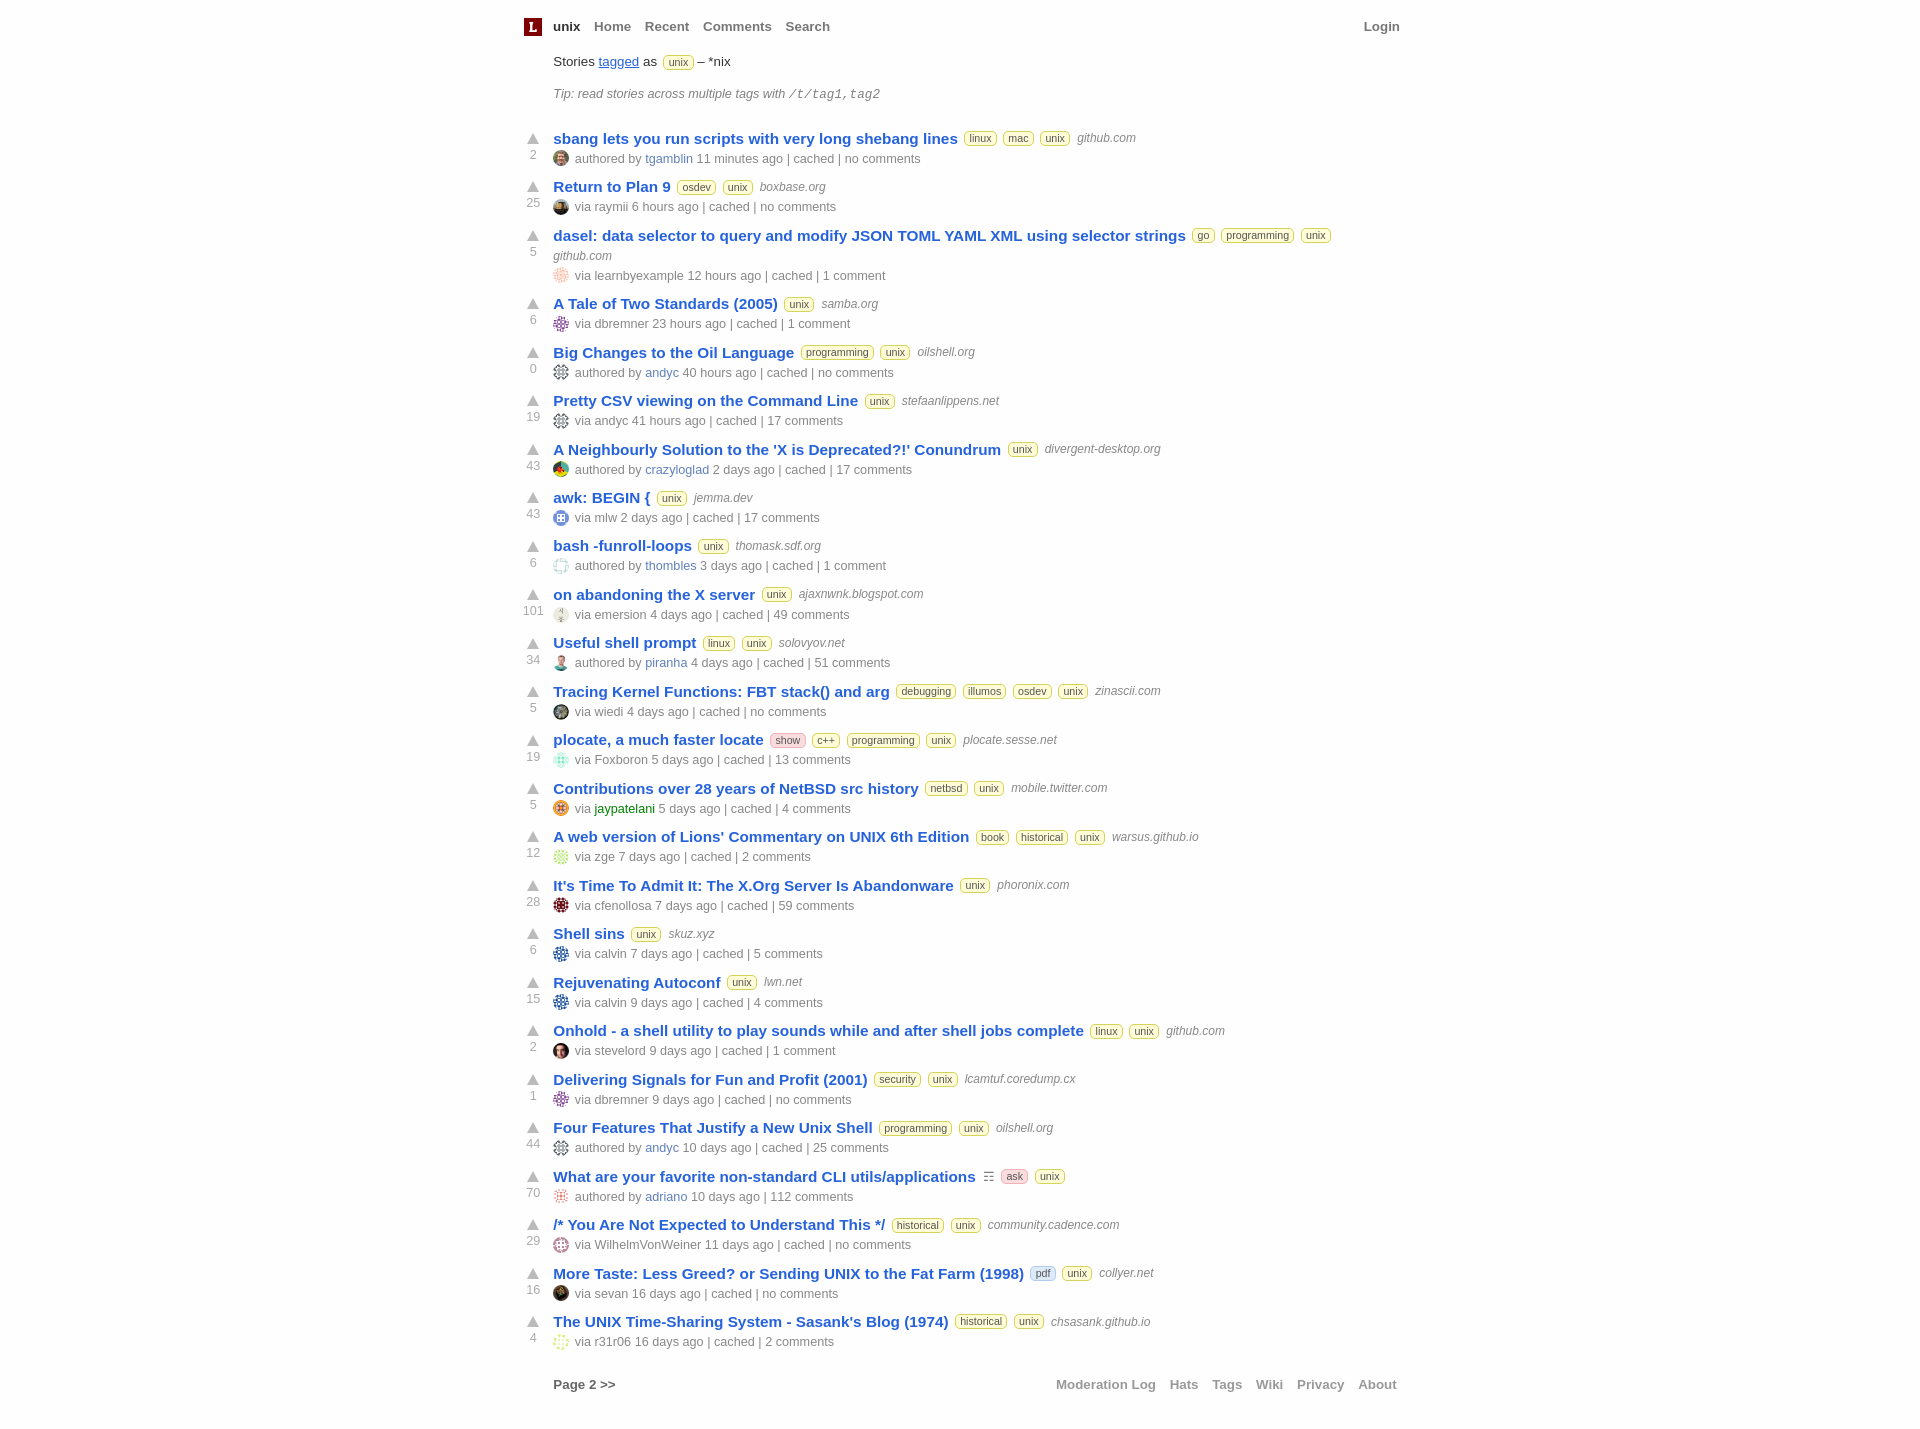 L unix Home Recent Comments Search Login
Stories tagged as unix – *nix
Tip: read stories across multiple tags with /t/tag1,tag2
sbang lets you run scripts with very long shebang lines linux mac unix github.com
2 authored by tgamblin 11 minutes ago | cached | no comments
Return to Plan 9 osdev unix boxbase.org
25 via raymii 6 hours ago | cached | no comments
dasel: data selector to query and modify JSON TOML YAML XML using selector strings go programming unix
5 github.com
via learnbyexample 12 hours ago | cached | 1 comment
A Tale of Two Standards (2005) unix samba.org
6 via dbremner 23 hours ago | cached | 1 comment
Big Changes to the Oil Language programming unix oilshell.org
0 authored by andyc 40 hours ago | cached | no comments
Pretty CSV viewing on the Command Line unix stefaanlippens.net
19 via andyc 41 hours ago | cached | 17 comments
A Neighbourly Solution to the 'X is Deprecated?!' Conundrum unix divergent-desktop.org
43 authored by crazyloglad 2 days ago | cached | 17 comments
awk: BEGIN { unix jemma.dev
43 via mlw 2 days ago | cached | 17 comments
bash -funroll-loops unix thomask.sdf.org
6 authored by thombles 3 days ago | cached | 1 comment
on abandoning the X server unix ajaxnwnk.blogspot.com
101 via emersion 4 days ago | cached | 49 comments
Useful shell prompt linux unix solovyov.net
34 authored by piranha 4 days ago | cached | 51 comments
Tracing Kernel Functions: FBT stack() and arg debugging illumos osdev unix zinascii.com
5 via wiedi 4 days ago | cached | no comments
plocate, a much faster locate show c++ programming unix plocate.sesse.net
19 via Foxboron 5 days ago | cached | 13 comments
Contributions over 28 years of NetBSD src history netbsd unix mobile.twitter.com
5 via jaypatelani 5 days ago | cached | 4 comments
A web version of Lions' Commentary on UNIX 6th Edition book historical unix warsus.github.io
12 via zge 7 days ago | cached | 2 comments
It's Time To Admit It: The X.Org Server Is Abandonware unix phoronix.com
28 via cfenollosa 7 days ago | cached | 59 comments
Shell sins unix skuz.xyz
6 via calvin 7 days ago | cached | 5 comments
Rejuvenating Autoconf unix lwn.net
15 via calvin 9 days ago | cached | 4 comments
Onhold - a shell utility to play sounds while and after shell jobs complete linux unix github.com
2 via stevelord 9 days ago | cached | 1 comment
Delivering Signals for Fun and Profit (2001) security unix lcamtuf.coredump.cx
1 via dbremner 9 days ago | cached | no comments
Four Features That Justify a New Unix Shell programming unix oilshell.org
44 authored by andyc 10 days ago | cached | 25 comments
What are your favorite non-standard CLI utils/applications ☶ ask unix
70 authored by adriano 10 days ago | 112 comments
/* You Are Not Expected to Understand This */ historical unix community.cadence.com
29 via WilhelmVonWeiner 11 days ago | cached | no comments
More Taste: Less Greed? or Sending UNIX to the Fat Farm (1998) pdf unix collyer.net
16 via sevan 16 days ago | cached | no comments
The UNIX Time-Sharing System - Sasank's Blog (1974) historical unix chsasank.github.io
4 via r31r06 16 days ago | cached | 2 comments
Page 2 >> Moderation Log Hats Tags Wiki Privacy About